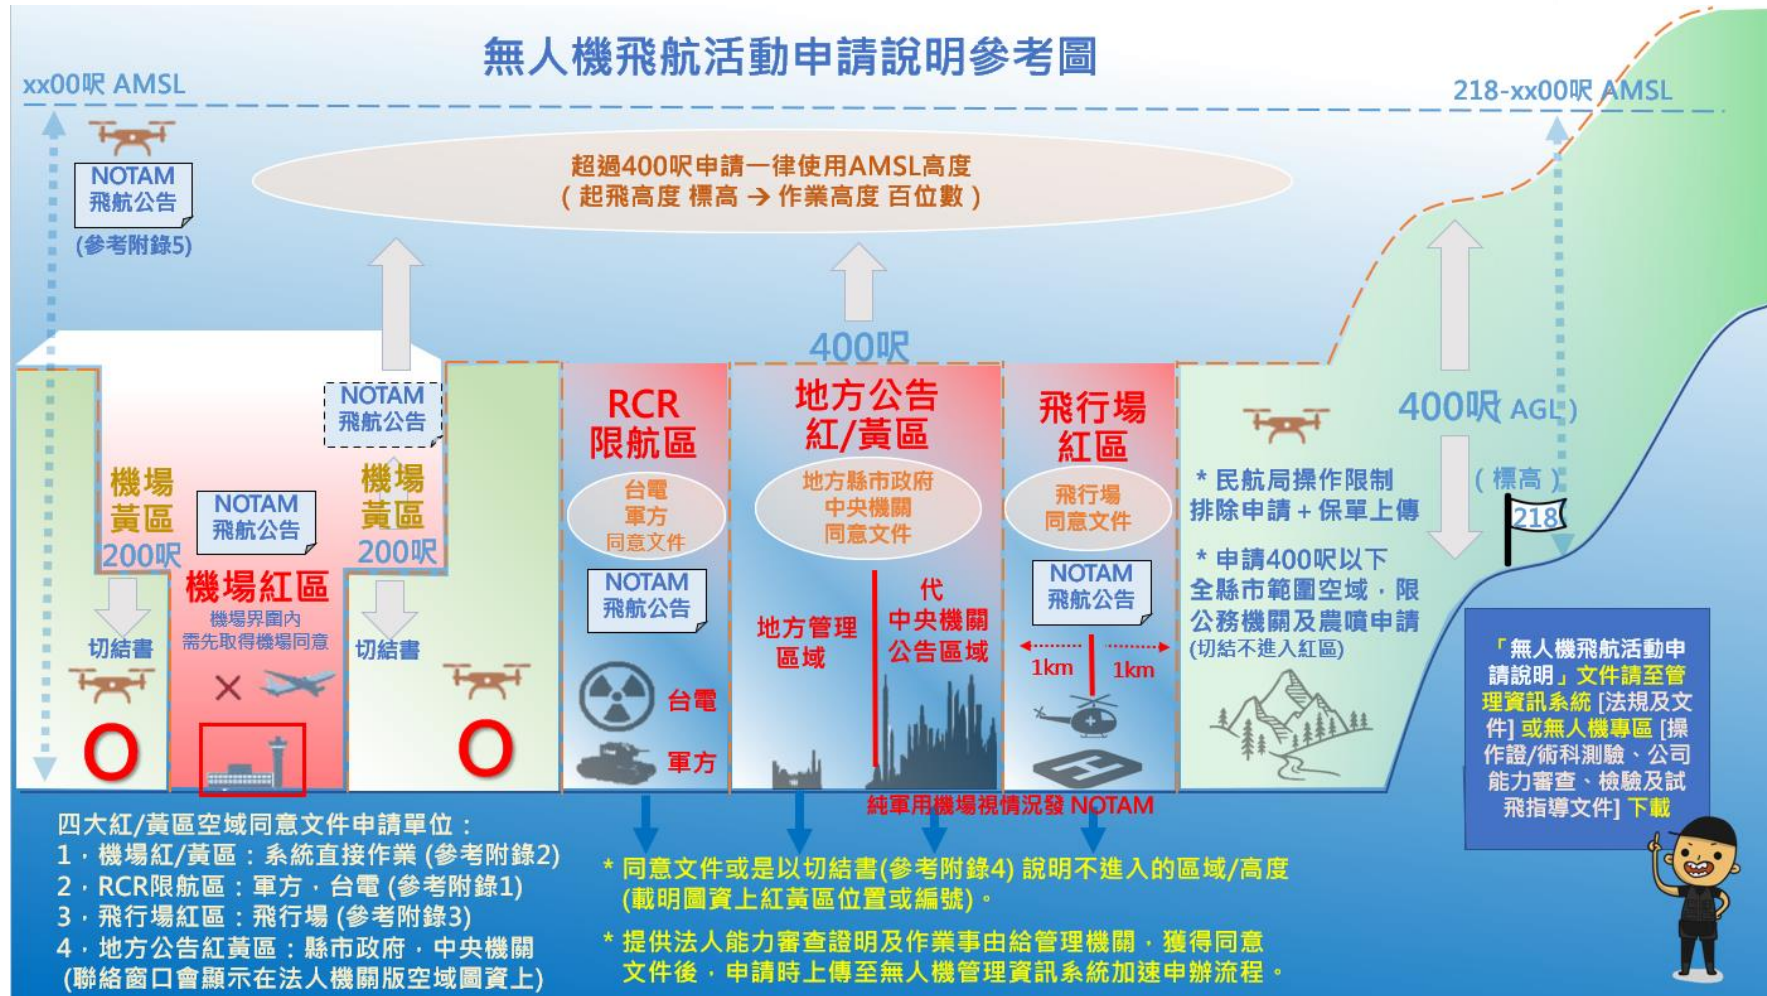 無人機飛航活動申請說明參考圖
xx00呎 AMSL
218-xx00呎 AMSL
NOTAM
飛航公告
(參考附錄5)
超過400呎申請一律使用AMSL高度
( 起飛高度 標高 → 作業高度 百位數 )
400呎
NOTAM
飛航公告
機場
黃區
200呎
切結書
NOTAM
飛航公告
機場紅區
機場界圍內
需先取得機場同意
機場
黃區
200呎
切結書
O
O
RCR
限航區
台電
軍方
同意文件
NOTAM
飛航公告
台電
軍方
地方公告
紅/黃區
地方縣市政府
中央機關
同意文件
地方管理
區域
代
中央機關
公告區域
飛行場
紅區
飛行場
同意文件
NOTAM
飛航公告
1km
1km
純軍用機場視情況發 NOTAM
400呎 AGL )
( 標高 )
218
* 民航局操作限制
排除申請 + 保單上傳
* 申請400呎以下
全縣市範圍空域，限
公務機關及農噴申請
(切結不進入紅區)
「無人機飛航活動申
請說明」文件請至管
理資訊系統 [法規及文
件] 或無人機專區 [操
作證/術科測驗、公司
能力審查、檢驗及試
飛指導文件] 下載
四大紅/黃區空域同意文件申請單位：
1．機場紅/黃區：系統直接作業 (參考附錄2)
2．RCR限航區：軍方．台電 (參考附錄1)
3．飛行場紅區：飛行場 (參考附錄3)
4．地方公告紅黃區：縣市政府．中央機關
(聯絡窗口會顯示在法人機關版空域圖資上)
* 同意文件或是以切結書(參考附錄4) 說明不進入的區域/高度
(載明圖資上紅黃區位置或編號)。
* 提供法人能力審查證明及作業事由給管理機關．獲得同意
文件後，申請時上傳至無人機管理資訊系統加速申辦流程。